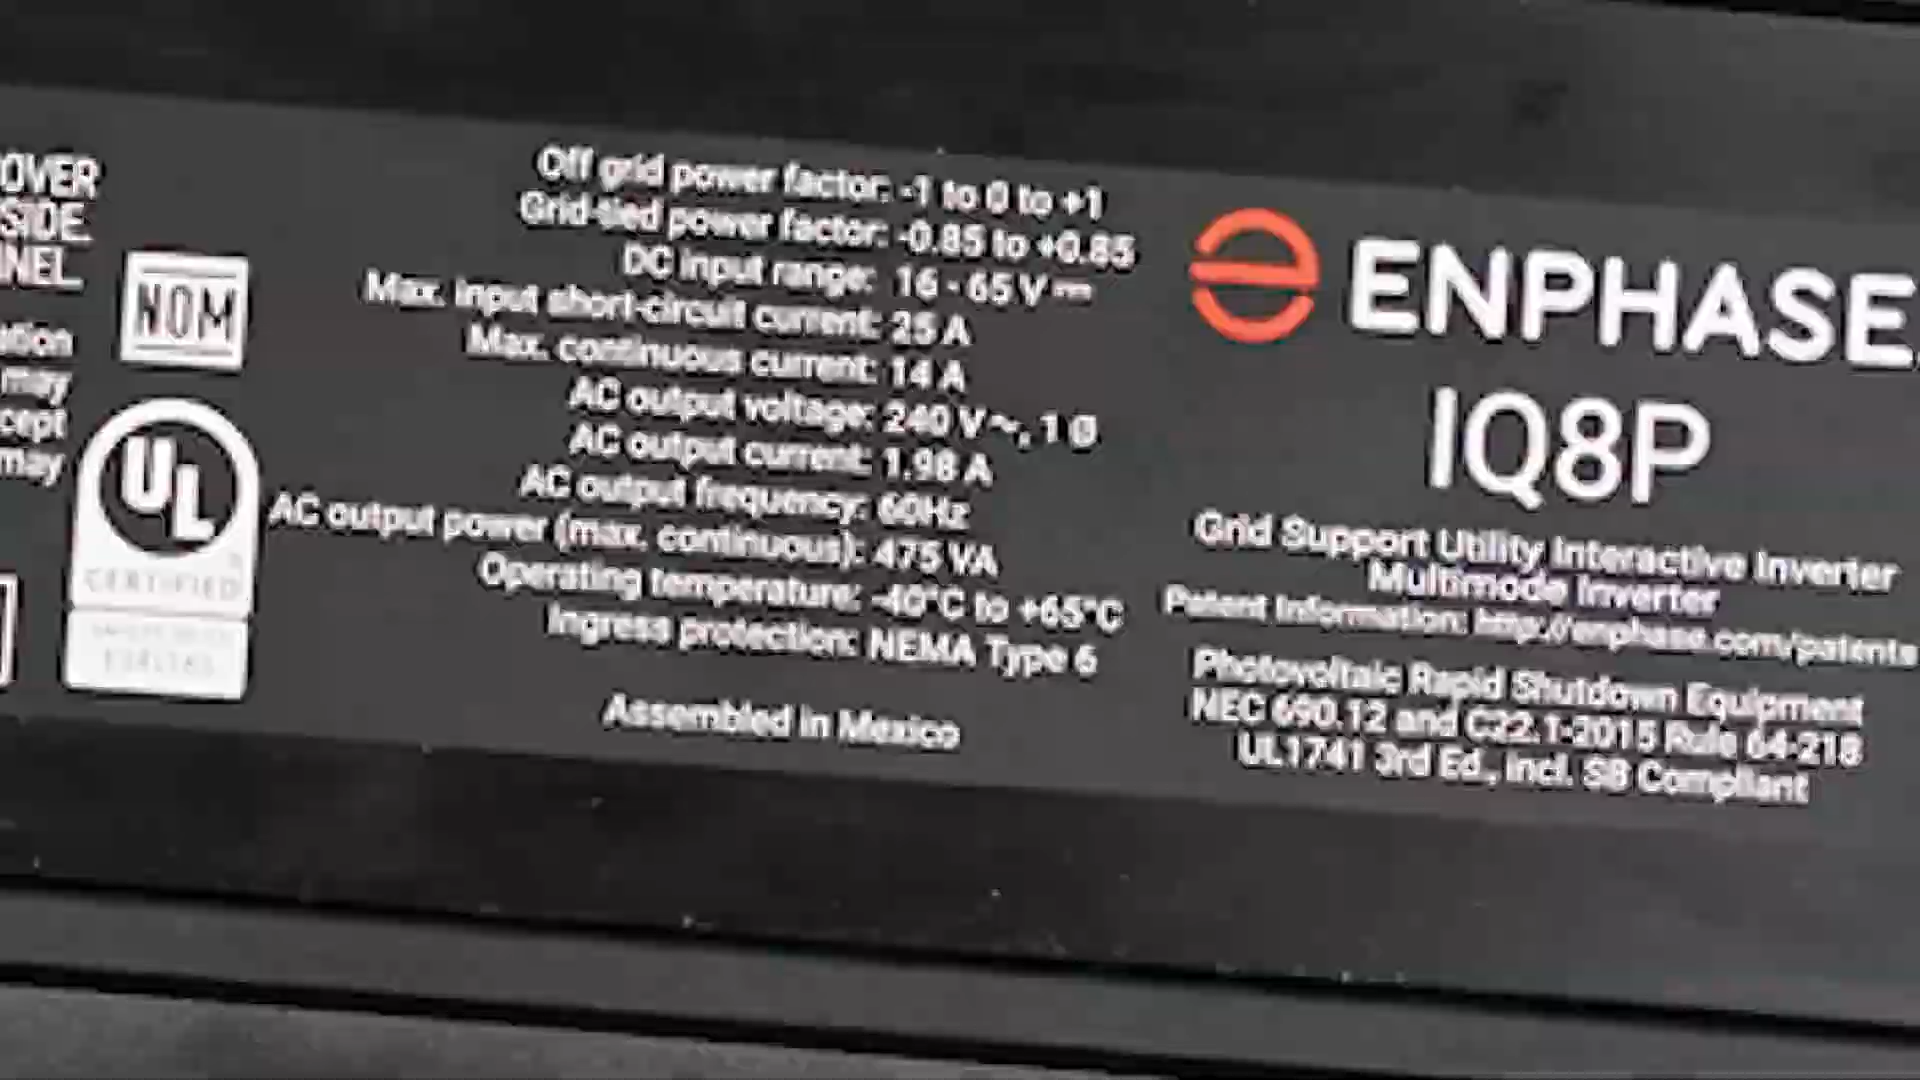 OVER
SIDE.
NEL.
may
cept
may
NOM
UL
CERTIFIED
Off grid power factor: -1 to 0 to +1
Grid-tied power factor: -0.85 to +0.85
DC input range: 16 - 65 V ⎓
Max. input short-circuit current: 25 A
Max. continuous current: 14 A
AC output voltage: 240 V ~, 1 Ø
AC output current: 1.98 A
AC output frequency: 60Hz
AC output power (max. continuous): 475 VA
Operating temperature: -40°C to +65°C
Ingress protection: NEMA Type 6
Assembled in Mexico
ENPHASE.
IQ8P
Grid Support Utility Interactive Inverter
Multimode Inverter
Patent Information: http://enphase.com/patents
Photovoltaic Rapid Shutdown Equipment
NEC 690.12 and C22.1-2015 Rule 64-218
UL1741 3rd Ed., incl. SB Compliant